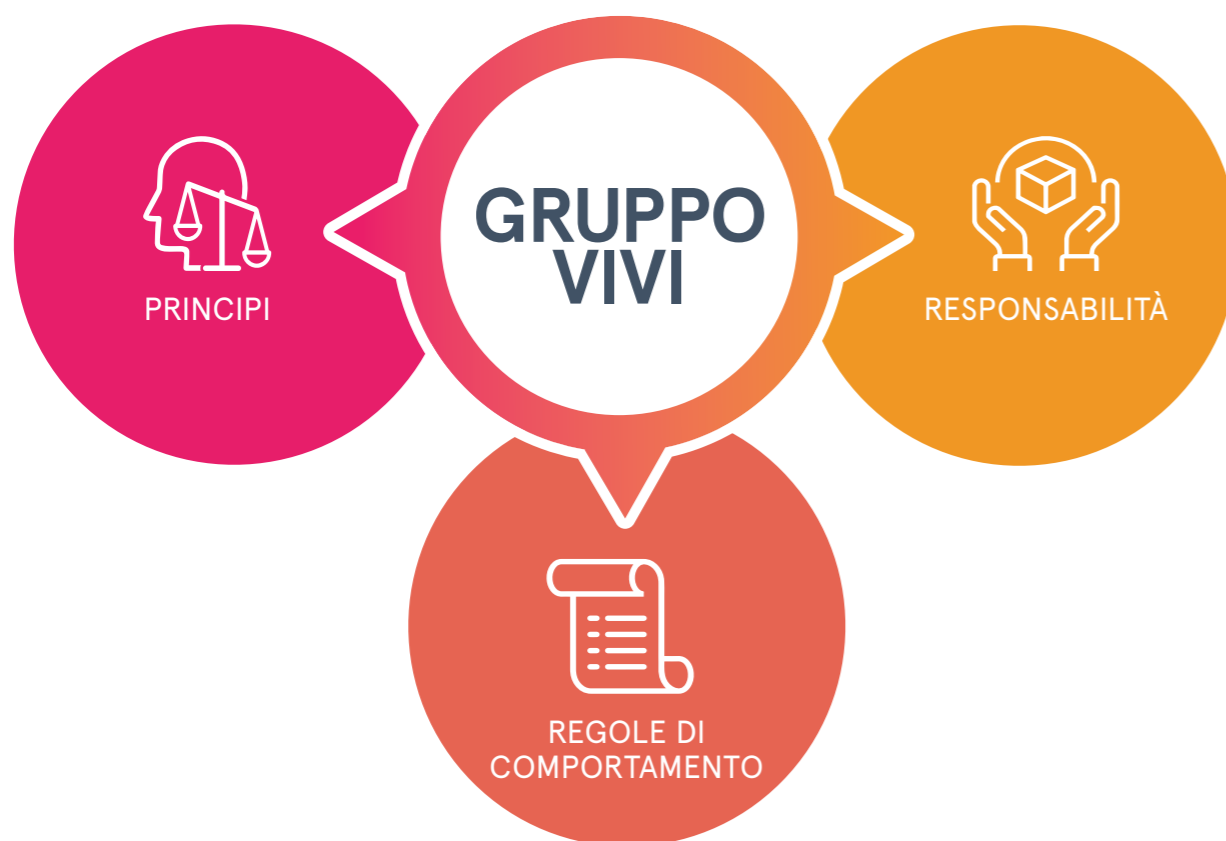 GRUPPO
VIVI
PRINCIPI
RESPONSABILITÀ
REGOLE DI
COMPORTAMENTO